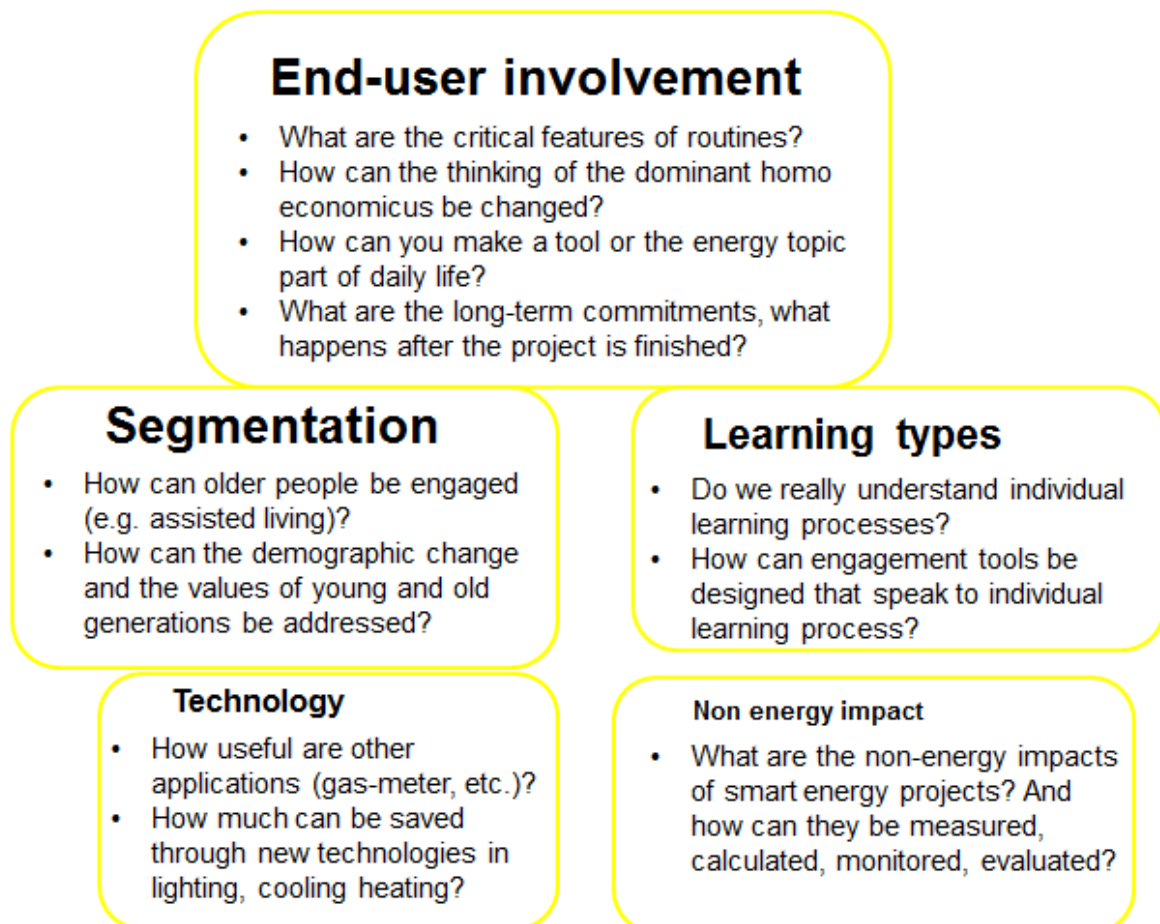 End-user involvement
• What are the critical features of routines?
• How can the thinking of the dominant homo
economicus be changed?
• How can you make a tool or the energy topic
part of daily life?
• What are the long-term commitments, what
happens after the project is finished?
Segmentation
• How can older people be engaged
(e.g. assisted living)?
• How can the demographic change
and the values of young and old
generations be addressed?
Learning types
• Do we really understand individual
learning processes?
• How can engagement tools be
designed that speak to individual
learning process?
Technology
• How useful are other
applications (gas-meter, etc.)?
• How much can be saved
through new technologies in
lighting, cooling heating?
Non energy impact
• What are the non-energy impacts
of smart energy projects? And
how can they be measured,
calculated, monitored, evaluated?